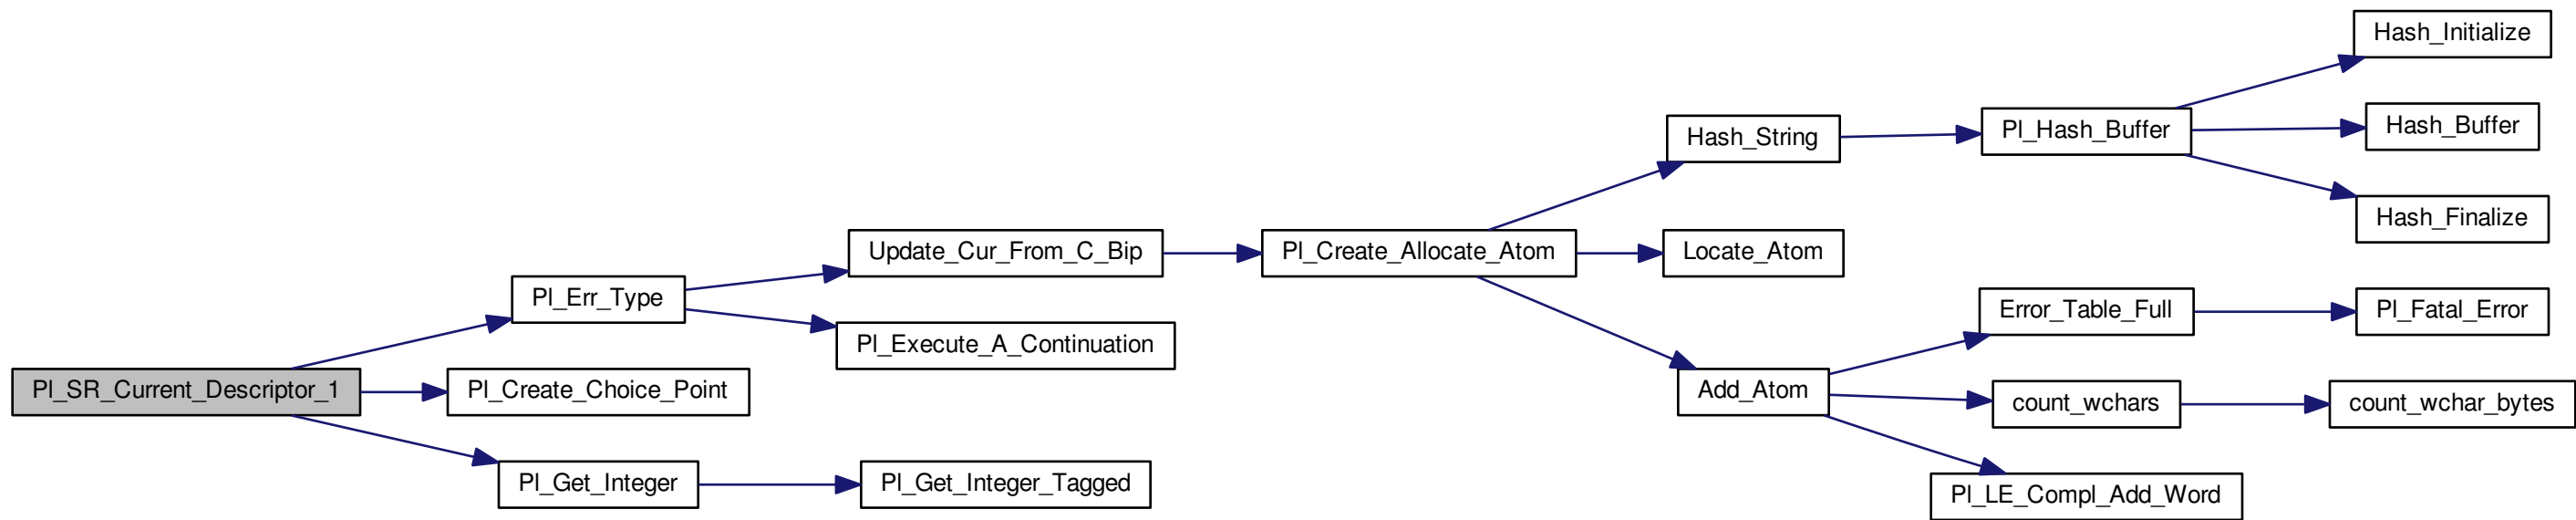 Hash_Initialize
Hash_Buffer
Hash_String
Pl_Hash_Buffer
Hash_Finalize
Update_Cur_From_C_Bip
Pl_Create_Allocate_Atom
Locate_Atom
Pl_Err_Type
Error_Table_Full
Pl_Fatal_Error
Pl_Execute_A_Continuation
Pl_SR_Current_Descriptor_1
Pl_Create_Choice_Point
Add_Atom
count_wchars
count_wchar_bytes
Pl_Get_Integer
Pl_Get_Integer_Tagged
Pl_LE_Compl_Add_Word